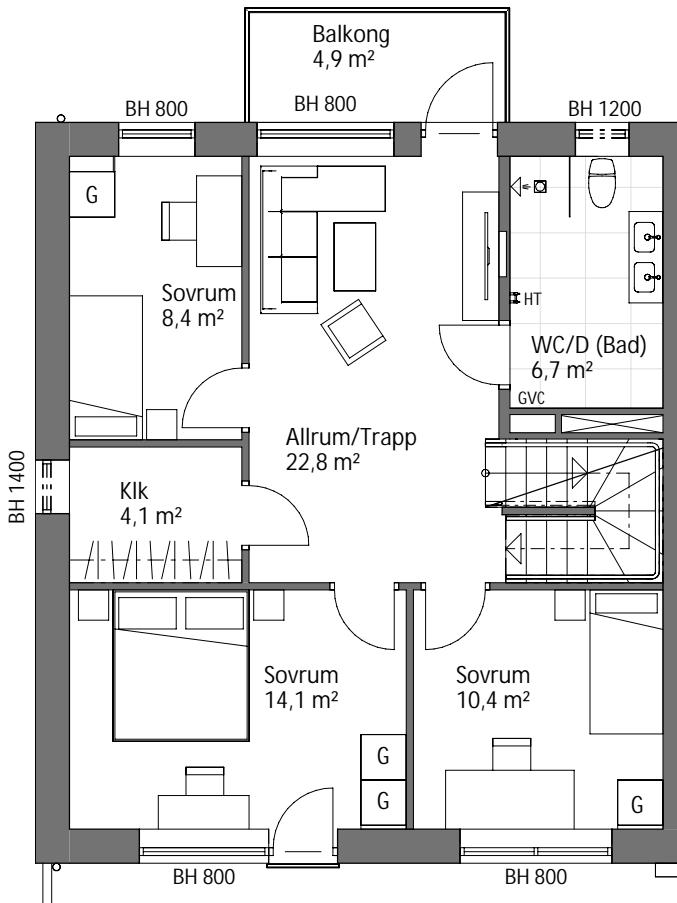 Balkong
4,9 m²
BH 800
BH 800
BH 1200
G
Sovrum
8,4 m²
HT
WC/D (Bad)
6,7 m²
GVC
Allrum/Trapp
22,8 m²
BH 1400
Klk
4,1 m²
Sovrum
14,1 m²
Sovrum
10,4 m²
G
G
G
BH 800
BH 800